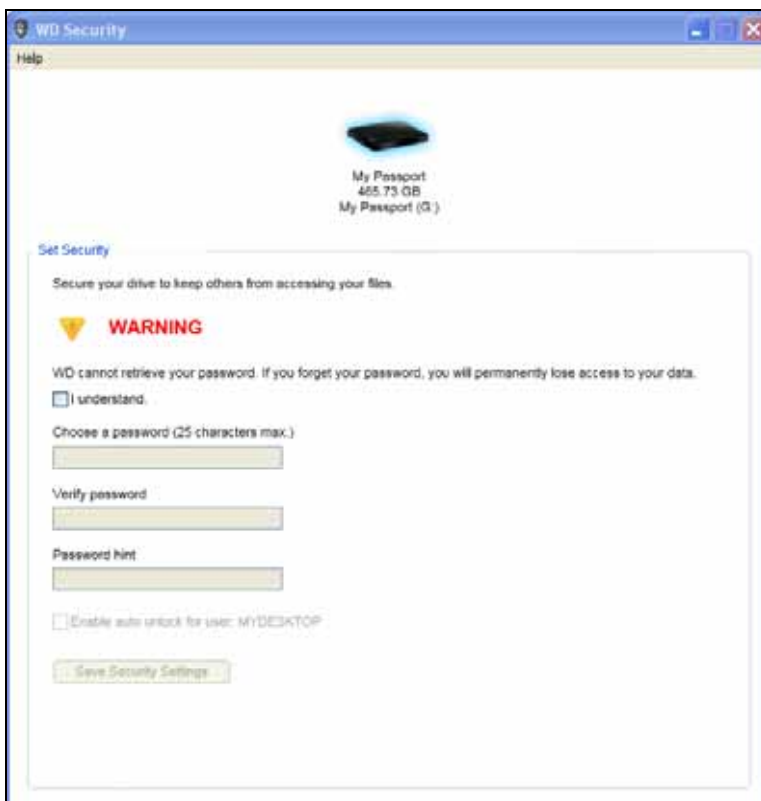 WD Security
Help
My Passport
465.73 GB
My Passport (G:)
Set Security
Secure your drive to keep others from accessing your files.
WARNING
WD cannot retrieve your password. If you forget your password, you will permanently lose access to your data.
I understand.
Choose a password (25 characters max.)
Verify password
Password hint
Enable auto unlock for user: MYDESKTOP
Save Security Settings